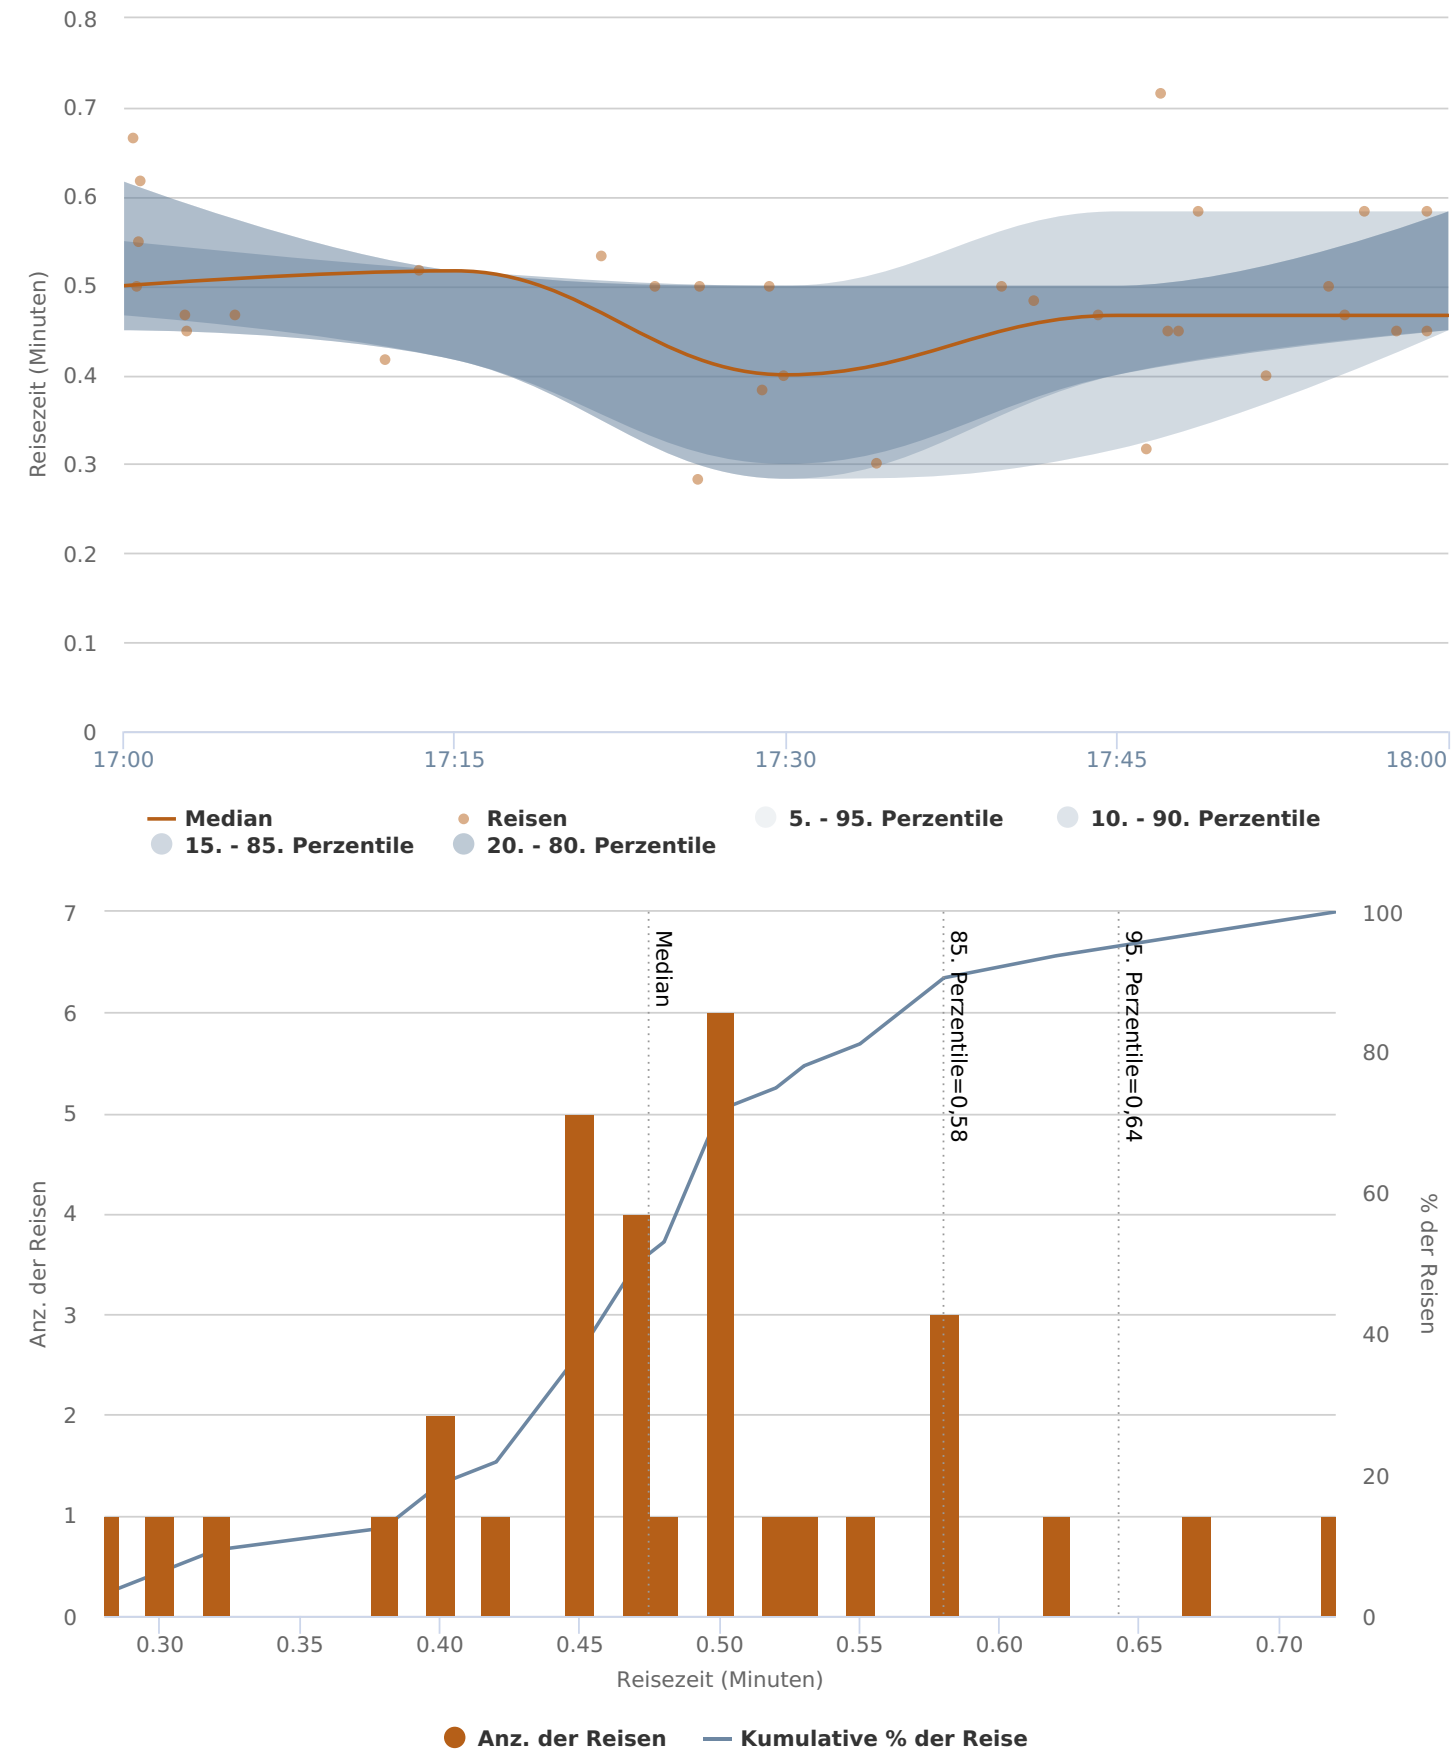 0.8
0.7
0.6
0.5
0.4
0.3
0.2
0.1
0
Reisezeit (Minuten)
17:00 17:15 17:30 17:45 18:00
Median Reisen 5. - 95. Perzentile 10. - 90. Perzentile
15. - 85. Perzentile 20. - 80. Perzentile
7
6
5
4
3
2
1
0
Anz. der Reisen
Median
85. Perzentile=0,58
95. Perzentile=0,64
100
80
60
40
20
0
% der Reisen
0.30 0.35 0.40 0.45 0.50 0.55 0.60 0.65 0.70
Reisezeit (Minuten)
Anz. der Reisen Kumulative % der Reise